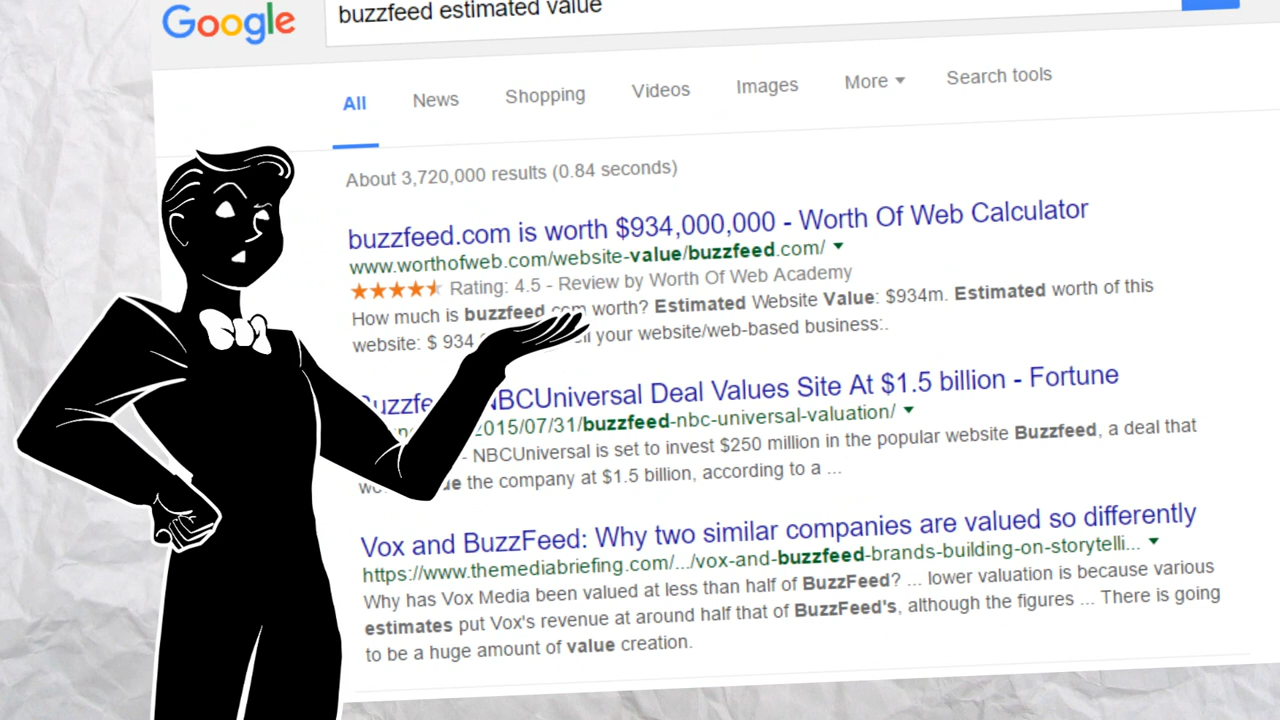 Google
buzzfeed estimated value
All News Shopping Videos Images More Search tools
About 3,720,000 results (0.84 seconds)
buzzfeed.com is worth $934,000,000 - Worth Of Web Calculator
www.worthofweb.com/website-value/buzzfeed.com/
Rating: 4.5 - Review by Worth Of Web Academy
How much is buzzfeed.com worth? Estimated Website Value: $934m. Estimated worth of this
website: $ 934 your website/web-based business:.
NBCUniversal Deal Values Site At $1.5 billion - Fortune
2015/07/31/buzzfeed-nbc-universal-valuation/
- NBCUniversal is set to invest $250 million in the popular website Buzzfeed, a deal that
the company at $1.5 billion, according to a ...
Vox and BuzzFeed: Why two similar companies are valued so differently
https://www.themediabriefing.com/.../vox-and-buzzfeed-brands-building-on-storytelli...
Why has Vox Media been valued at less than half of BuzzFeed? ... lower valuation is because various
estimates put Vox's revenue at around half that of BuzzFeed's, although the figures ... There is going
to be a huge amount of value creation.